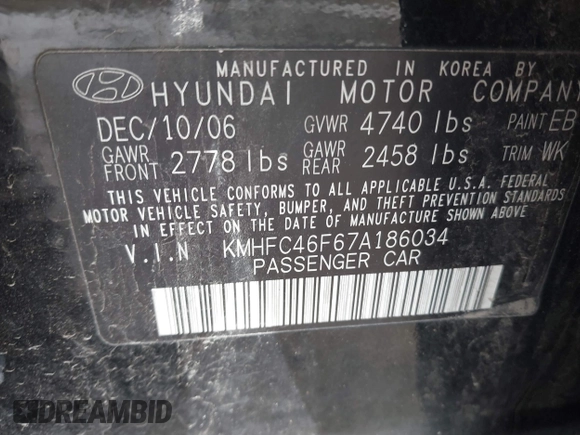 MANUFACTURED IN KOREA BY
HYUNDAI MOTOR COMPANY
DEC/10/06 GVWR 4740 lbs PAINT EB
GAWR FRONT 2778 lbs GAWR REAR 2458 lbs TRIM WK
THIS VEHICLE CONFORMS TO ALL APPLICABLE U.S.A. FEDERAL
MOTOR VEHICLE SAFETY, BUMPER, AND THEFT PREVENTION STANDARDS
IN EFFECT ON THE DATE OF MANUFACTURE SHOWN ABOVE
V.I.N KMHFC46F67A186034
PASSENGER CAR
DREAMBID